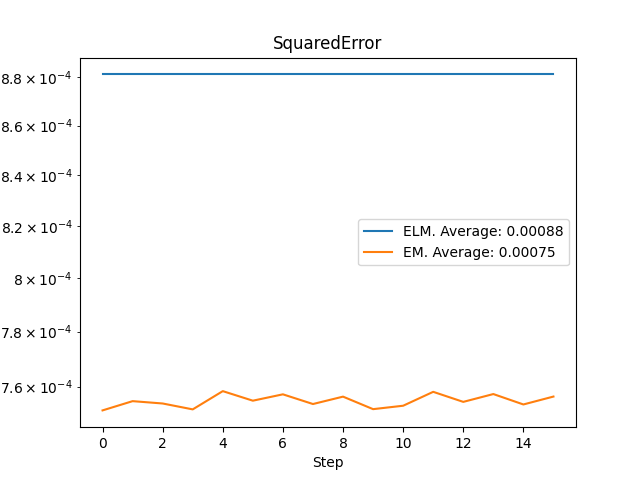 SquaredError
8.8 × 10⁻⁴
8.6 × 10⁻⁴
8.4 × 10⁻⁴
8.2 × 10⁻⁴
8 × 10⁻⁴
7.8 × 10⁻⁴
7.6 × 10⁻⁴
ELM. Average: 0.00088
EM. Average: 0.00075
0 2 4 6 8 10 12 14
Step